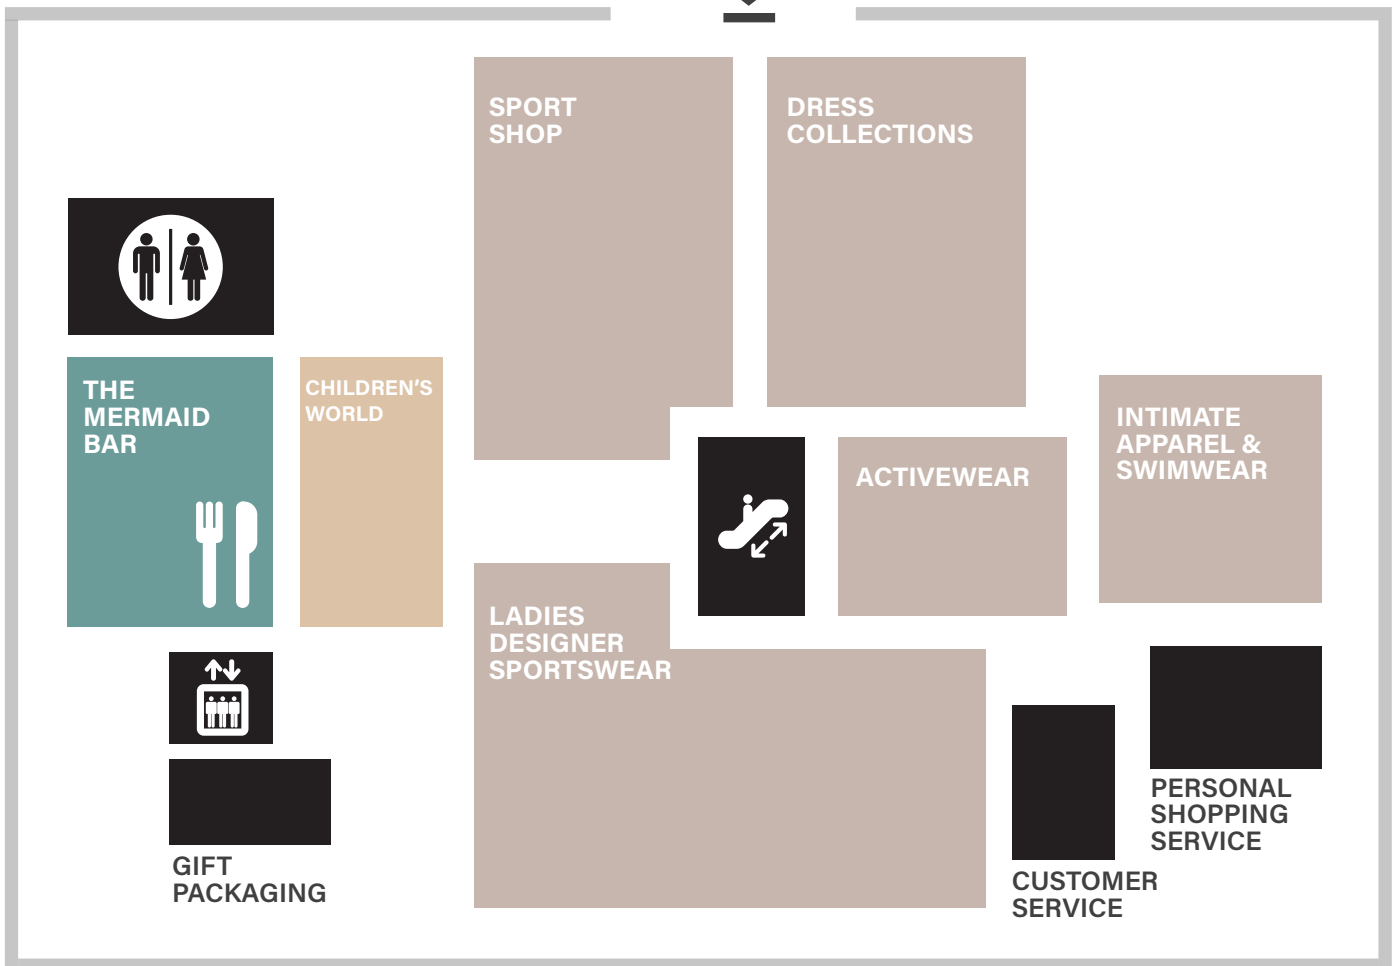 SPORT
SHOP
DRESS
COLLECTIONS
THE
MERMAID
BAR
CHILDREN'S
WORLD
ACTIVEWEAR
INTIMATE
APPAREL &
SWIMWEAR
LADIES
DESIGNER
SPORTSWEAR
GIFT
PACKAGING
CUSTOMER
SERVICE
PERSONAL
SHOPPING
SERVICE